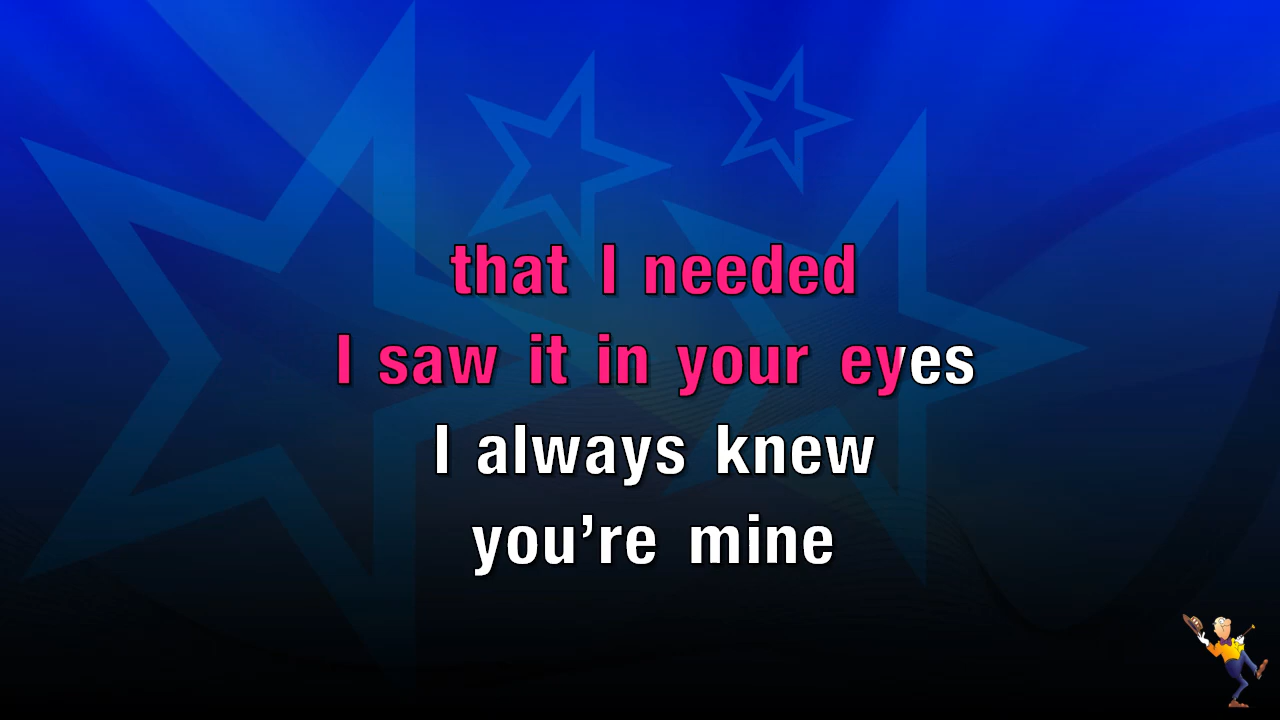 that I needed
I saw it in your eyes
I always knew
you’re mine